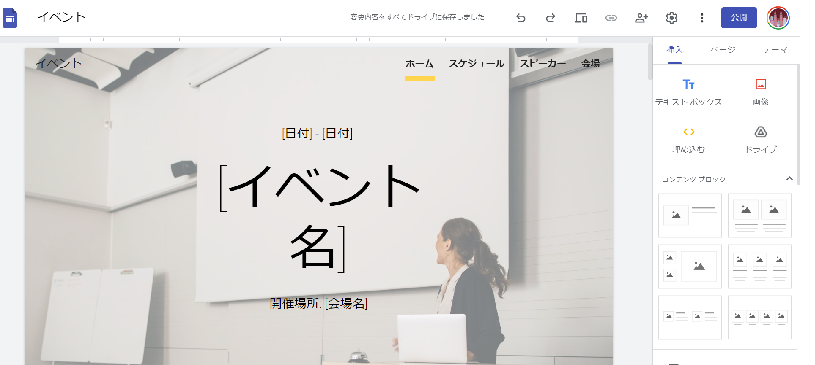 イベント
変更内容をすべてドライブに保存しました
公開
イベント
ホーム スケジュール スピーカー 会場
[日付] - [日付]
[イベント
名]
開催場所: [会場名]
挿入 ページ テーマ
Tт
テキスト ボックス 画像
埋め込む ドライブ
コンテンツ ブロック